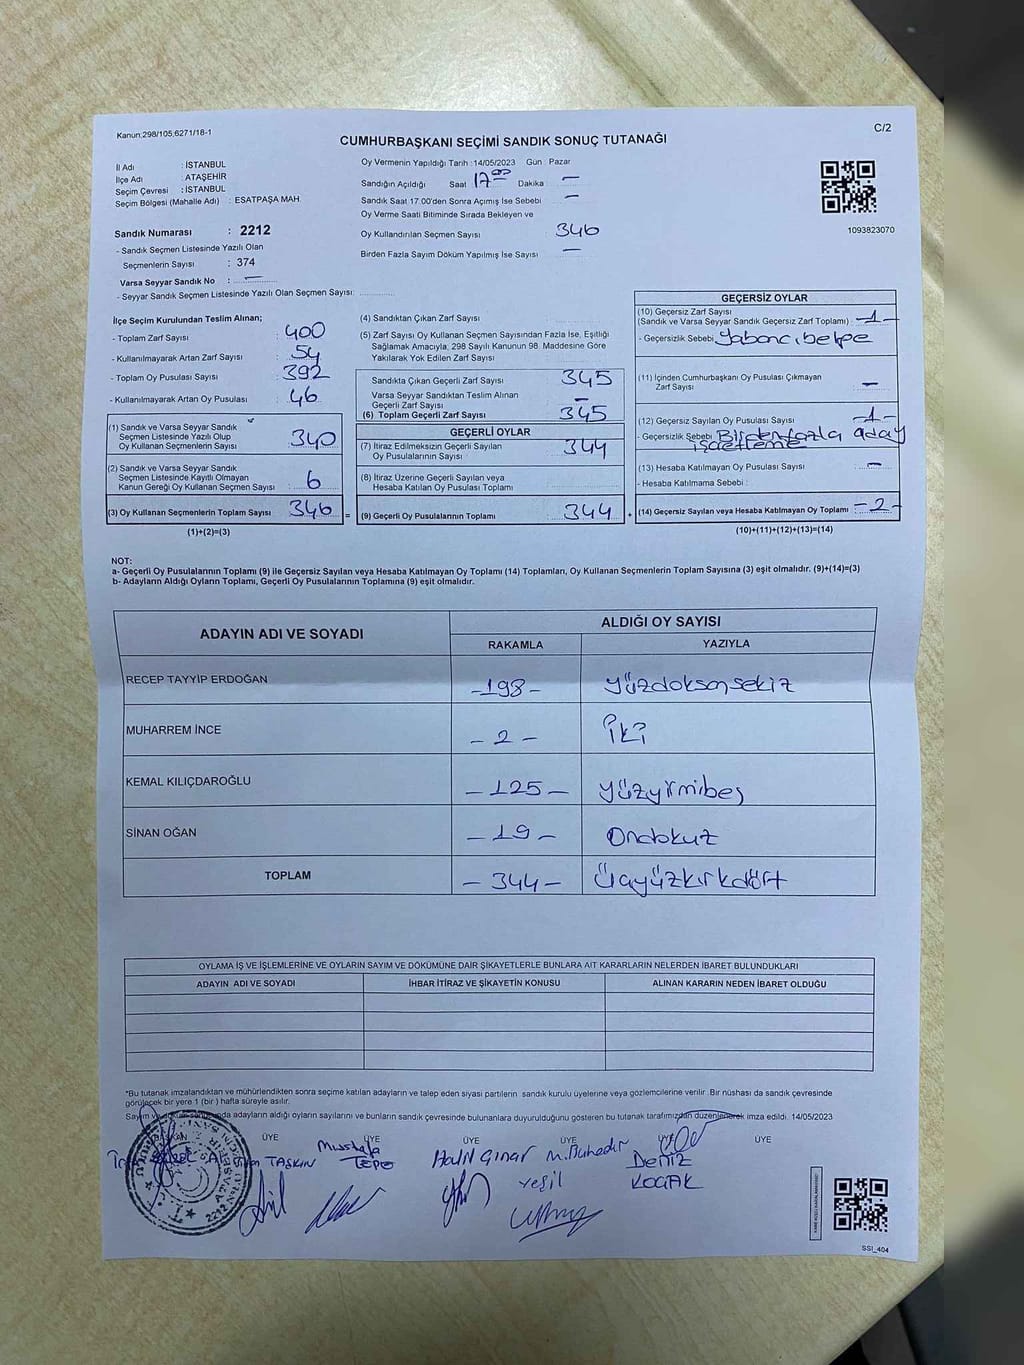 Kanun:298/105;6271/18-1
C/2
CUMHURBAŞKANI SEÇİMİ SANDIK SONUÇ TUTANAĞI
İl Adı : İSTANBUL
İlçe Adı : ATAŞEHİR
Seçim Çevresi : İSTANBUL
Seçim Bölgesi (Mahalle Adı) : ESATPAŞA MAH.
Sandık Numarası : 2212
- Sandık Seçmen Listesinde Yazılı Olan
Seçmenlerin Sayısı : 374
Varsa Seyyar Sandık No : —
- Seyyar Sandık Seçmen Listesinde Yazılı Olan Seçmen Sayısı:
Oy Vermenin Yapıldığı Tarih :14/05/2023 Gün : Pazar
Sandığın Açıldığı Saat 17 00 Dakika : —
Sandık Saat 17.00'den Sonra Açımış İse Sebebi —
Oy Verme Saati Bitiminde Sırada Bekleyen ve
Oy Kullandırılan Seçmen Sayısı : 346
Birden Fazla Sayım Döküm Yapılmış İse Sayısı : —
1093823070
İlçe Seçim Kurulundan Teslim Alınan;
- Toplam Zarf Sayısı : 400
- Kullanılmayarak Artan Zarf Sayısı : 54
- Toplam Oy Pusulası Sayısı : 392
- Kullanılmayarak Artan Oy Pusulası : 46
(1) Sandık ve Varsa Seyyar Sandık
Seçmen Listesinde Yazılı Olup
Oy Kullanan Seçmenlerin Sayısı : 340
(2) Sandık ve Varsa Seyyar Sandık
Seçmen Listesinde Kayıtlı Olmayan
Kanun Gereği Oy Kullanan Seçmen Sayısı : 6
(3) Oy Kullanan Seçmenlerin Toplam Sayısı : 346 =
(1)+(2)=(3)
(4) Sandıktan Çıkan Zarf Sayısı :
(5) Zarf Sayısı Oy Kullanan Seçmen Sayısından Fazla İse, Eşitliği
Sağlamak Amacıyla, 298 Sayılı Kanunun 98. Maddesine Göre
Yakılarak Yok Edilen Zarf Sayısı
Sandıkta Çıkan Geçerli Zarf Sayısı : 345
Varsa Seyyar Sandıktan Teslim Alınan
Geçerli Zarf Sayısı : —
(6) Toplam Geçerli Zarf Sayısı : 345
GEÇERLİ OYLAR
(7) İtiraz Edilmeksizin Geçerli Sayılan
Oy Pusulalarının Sayısı : 344
(8) İtiraz Üzerine Geçerli Sayılan veya
Hesaba Katılan Oy Pusulası Toplamı :
(9) Geçerli Oy Pusulalarının Toplamı : 344 +
GEÇERSİZ OYLAR
(10) Geçersiz Zarf Sayısı
(Sandık ve Varsa Seyyar Sandık Geçersiz Zarf Toplamı) : -1-
- Geçersizlik Sebebi : Yabancı belge
(11) İçinden Cumhurbaşkanı Oy Pusulası Çıkmayan
Zarf Sayısı : —
(12) Geçersiz Sayılan Oy Pusulası Sayısı : -1-
- Geçersizlik Sebebi : Birden fazla aday
işaretleme
(13) Hesaba Katılmayan Oy Pusulası Sayısı : —
- Hesaba Katılmama Sebebi :
(14) Geçersiz Sayılan veya Hesaba Katılmayan Oy Toplamı : -2-
(10)+(11)+(12)+(13)=(14)
NOT:
a- Geçerli Oy Pusulalarının Toplamı (9) ile Geçersiz Sayılan veya Hesaba Katılmayan Oy Toplamı (14) Toplamları, Oy Kullanan Seçmenlerin Toplam Sayısına (3) eşit olmalıdır. (9)+(14)=(3)
b- Adayların Aldığı Oyların Toplamı, Geçerli Oy Pusulalarının Toplamına (9) eşit olmalıdır.
ADAYIN ADI VE SOYADI
ALDIĞI OY SAYISI
RAKAMLA YAZIYLA
RECEP TAYYİP ERDOĞAN -198- Yüzdoksansekiz
MUHARREM İNCE -2- İki
KEMAL KILIÇDAROĞLU -125- Yüzyirmibeş
SİNAN OĞAN -19- Ondokuz
TOPLAM -344- Üçyüzkırkdört
OYLAMA İŞ VE İŞLEMLERİNE VE OYLARIN SAYIM VE DÖKÜMÜNE DAİR ŞİKAYETLERLE BUNLARA AİT KARARLARIN NELERDEN İBARET BULUNDUKLARI
ADAYIN ADI VE SOYADI İHBAR İTİRAZ VE ŞİKAYETİN KONUSU ALINAN KARARIN NEDEN İBARET OLDUĞU
*Bu tutanak imzalandıktan ve mühürlendikten sonra seçime katılan adayların ve talep eden siyasi partilerin sandık kurulu üyelerine veya gözlemcilerine verilir. Bir nüshası da sandık çevresinde
görülecek bir yere 1 (bir) hafta süreyle asılır.
Sayım ve döküm sonucunda adayların aldığı oyların sayılarını ve bunların sandık çevresinde bulunanlara duyurulduğunu gösteren bu tutanak tarafımızdan düzenlenerek imza edildi. 14/05/2023
BAŞKAN ÜYE ÜYE ÜYE ÜYE ÜYE ÜYE
TAŞKIN
Mustafa
TEPE
Halil Çınar
M. Muhedir
Yeşil
DENİZ
KOÇAK
SSI_404